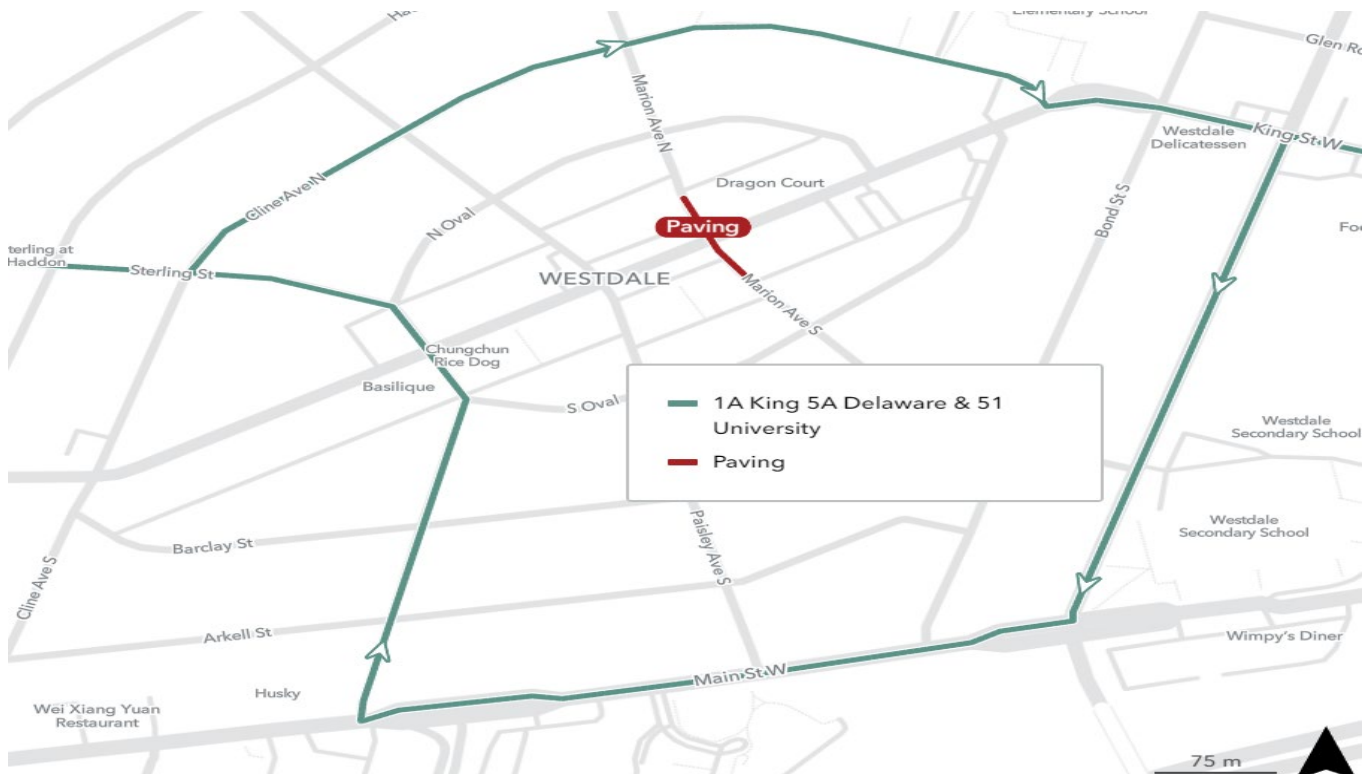 Elementary School
Glen Ro
Marion Ave N
King St W
Westdale
Delicatessen
Dragon Court
Cline Ave N
Bond St S
N Oval
Paving
Foo
terling at
Haddon
Sterling St
WESTDALE
Marion Ave S
Chungchun
Rice Dog
Basilique
S Oval
1A King 5A Delaware & 51
University
Paving
Westdale
Secondary School
Westdale
Secondary School
Barclay St
Paisley Ave S
Cline Ave S
Arkell St
Wimpy's Diner
Main St W
Husky
Wei Xiang Yuan
Restaurant
75 m